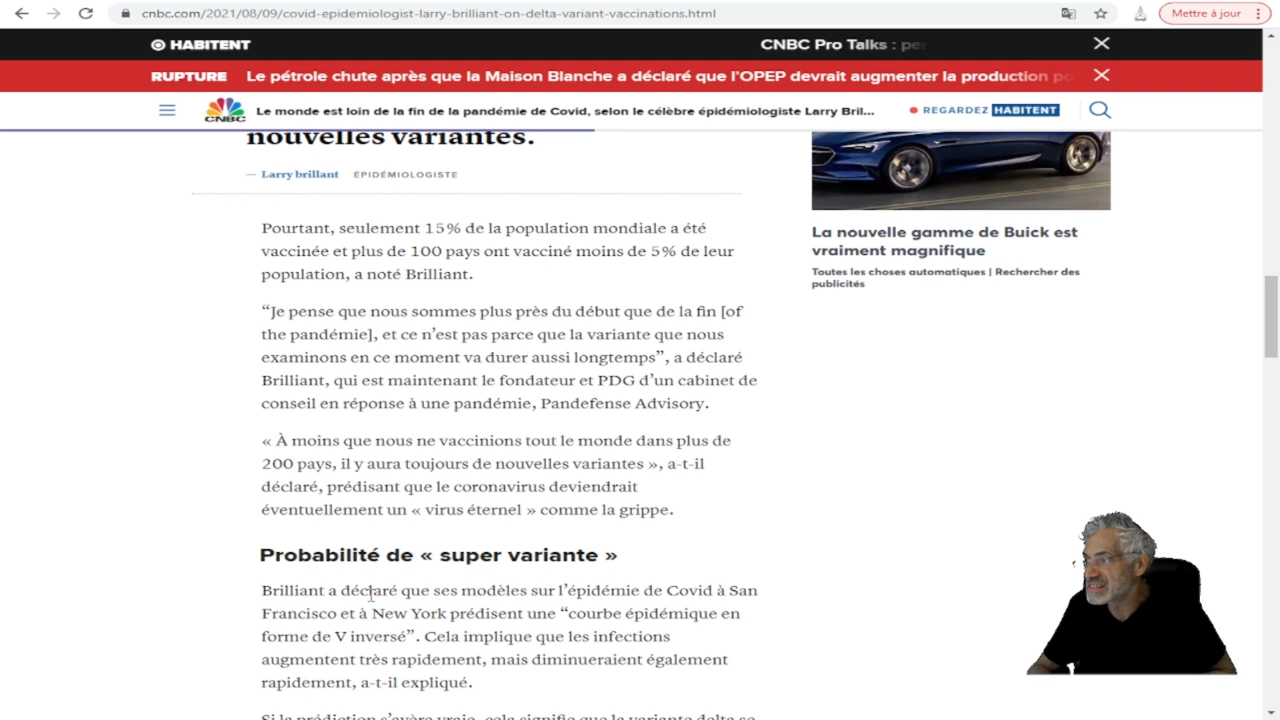 cnbc.com/2021/08/09/covid-epidemiologist-larry-brilliant-on-delta-variant-vaccinations.html
Mettre à jour
HABITENT
CNBC Pro Talks : per
RUPTURE Le pétrole chute après que la Maison Blanche a déclaré que l'OPEP devrait augmenter la production po
CNBC
Le monde est loin de la fin de la pandémie de Covid, selon le célèbre épidémiologiste Larry Bril...
REGARDEZ HABITENT
nouvelles variantes.
— Larry brillant ÉPIDÉMIOLOGISTE
Pourtant, seulement 15% de la population mondiale a été
vaccinée et plus de 100 pays ont vacciné moins de 5% de leur
population, a noté Brilliant.
“Je pense que nous sommes plus près du début que de la fin [of
the pandémie], et ce n’est pas parce que la variante que nous
examinons en ce moment va durer aussi longtemps”, a déclaré
Brilliant, qui est maintenant le fondateur et PDG d’un cabinet de
conseil en réponse à une pandémie, Pandefense Advisory.
« À moins que nous ne vaccinions tout le monde dans plus de
200 pays, il y aura toujours de nouvelles variantes », a-t-il
déclaré, prédisant que le coronavirus deviendrait
éventuellement un « virus éternel » comme la grippe.
Probabilité de « super variante »
Brilliant a déclaré que ses modèles sur l’épidémie de Covid à San
Francisco et à New York prédisent une “courbe épidémique en
forme de V inversé”. Cela implique que les infections
augmentent très rapidement, mais diminueraient également
rapidement, a-t-il expliqué.
Si la prédiction s’avère vraie, cela signifie que la variante delta se
La nouvelle gamme de Buick est
vraiment magnifique
Toutes les choses automatiques | Rechercher des
publicités